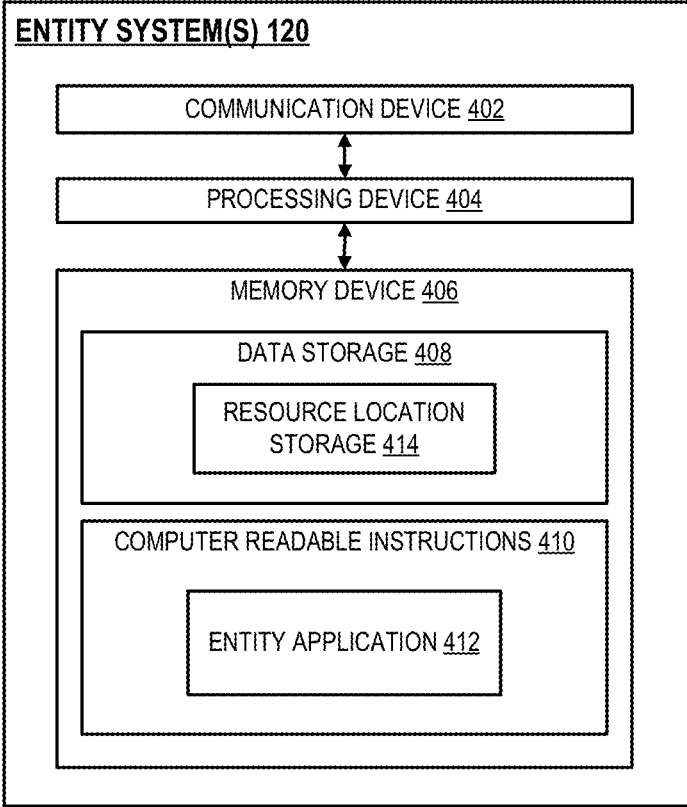 ENTITY SYSTEM(S) 120
COMMUNICATION DEVICE 402
PROCESSING DEVICE 404
MEMORY DEVICE 406
DATA STORAGE 408
RESOURCE LOCATION
STORAGE 414
COMPUTER READABLE INSTRUCTIONS 410
ENTITY APPLICATION 412